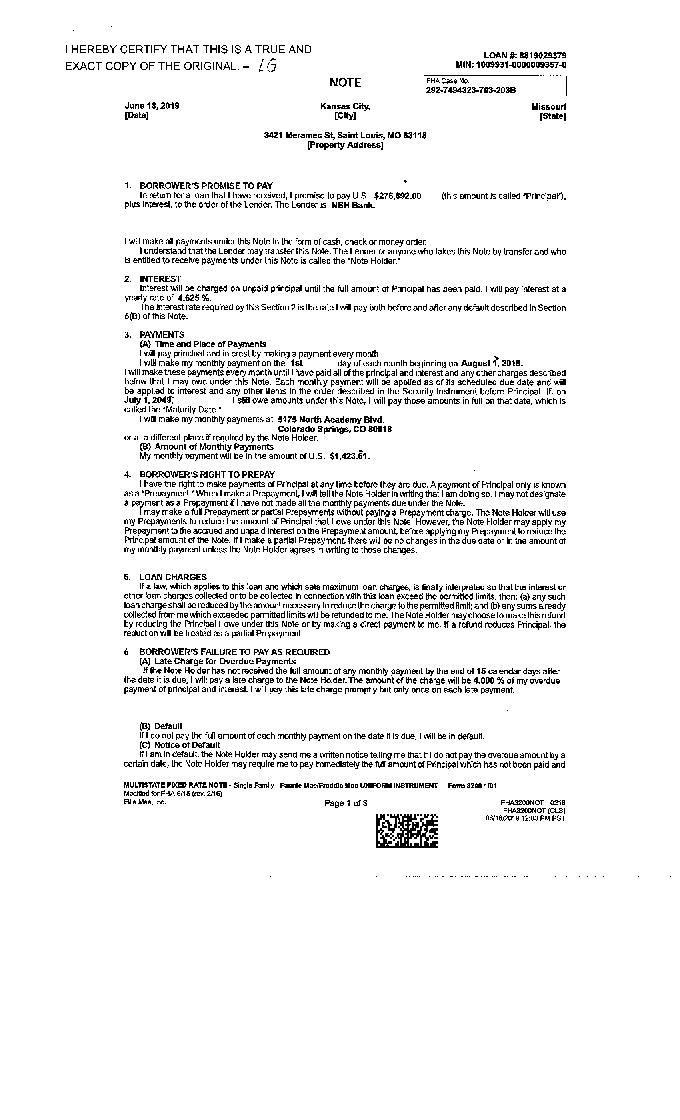 I HEREBY CERTIFY THAT THIS IS A TRUE AND
EXACT COPY OF THE ORIGINAL. – LG
LOAN #: 8819029379
MIN: 1009931-0000009357-0
NOTE
FHA Case No.
292-7494323-703-203B
June 18, 2019
[Date]
Kansas City,
[City]
Missouri
[State]
3421 Meramec St, Saint Louis, MO 63118
[Property Address]
1. BORROWER'S PROMISE TO PAY
In return for a loan that I have received, I promise to pay U.S. $276,892.00 (this amount is called "Principal"),
plus interest, to the order of the Lender. The Lender is NBH Bank.
I will make all payments under this Note in the form of cash, check or money order.
I understand that the Lender may transfer this Note. The Lender or anyone who takes this Note by transfer and who
is entitled to receive payments under this Note is called the "Note Holder."
2. INTEREST
Interest will be charged on unpaid principal until the full amount of Principal has been paid. I will pay interest at a
yearly rate of 4.625 %.
The interest rate required by this Section 2 is the rate I will pay both before and after any default described in Section
6(B) of this Note.
3. PAYMENTS
(A) Time and Place of Payments
I will pay principal and interest by making a payment every month.
I will make my monthly payment on the 1st day of each month beginning on August 1, 2019.
I will make these payments every month until I have paid all of the principal and interest and any other charges described
below that I may owe under this Note. Each monthly payment will be applied as of its scheduled due date and will
be applied to interest and any other items in the order described in the Security Instrument before Principal. If, on
July 1, 2049, I still owe amounts under this Note, I will pay those amounts in full on that date, which is
called the "Maturity Date."
I will make my monthly payments at 5175 North Academy Blvd.
Colorado Springs, CO 80918
or at a different place if required by the Note Holder.
(B) Amount of Monthly Payments
My monthly payment will be in the amount of U.S. $1,423.61.
4. BORROWER'S RIGHT TO PREPAY
I have the right to make payments of Principal at any time before they are due. A payment of Principal only is known
as a "Prepayment." When I make a Prepayment, I will tell the Note Holder in writing that I am doing so. I may not designate
a payment as a Prepayment if I have not made all the monthly payments due under the Note.
I may make a full Prepayment or partial Prepayments without paying a Prepayment charge. The Note Holder will use
my Prepayments to reduce the amount of Principal that I owe under this Note. However, the Note Holder may apply my
Prepayment to the accrued and unpaid interest on the Prepayment amount, before applying my Prepayment to reduce the
Principal amount of the Note. If I make a partial Prepayment, there will be no changes in the due date or in the amount of
my monthly payment unless the Note Holder agrees in writing to those changes.
5. LOAN CHARGES
If a law, which applies to this loan and which sets maximum loan charges, is finally interpreted so that the interest or
other loan charges collected or to be collected in connection with this loan exceed the permitted limits, then: (a) any such
loan charge shall be reduced by the amount necessary to reduce the charge to the permitted limit; and (b) any sums already
collected from me which exceeded permitted limits will be refunded to me. The Note Holder may choose to make this refund
by reducing the Principal I owe under this Note or by making a direct payment to me. If a refund reduces Principal, the
reduction will be treated as a partial Prepayment.
6. BORROWER'S FAILURE TO PAY AS REQUIRED
(A) Late Charge for Overdue Payments
If the Note Holder has not received the full amount of any monthly payment by the end of 15 calendar days after
the date it is due, I will pay a late charge to the Note Holder. The amount of the charge will be 4.000 % of my overdue
payment of principal and interest. I will pay this late charge promptly but only once on each late payment.
(B) Default
If I do not pay the full amount of each monthly payment on the date it is due, I will be in default.
(C) Notice of Default
If I am in default, the Note Holder may send me a written notice telling me that if I do not pay the overdue amount by a
certain date, the Note Holder may require me to pay immediately the full amount of Principal which has not been paid and
MULTISTATE FIXED RATE NOTE - Single Family - Fannie Mae/Freddie Mac UNIFORM INSTRUMENT Form 3200 1/01
Modified for FHA 6/15 (rev. 2/16)
Ellie Mae, Inc.
Page 1 of 3
FHA3200NOT 0218
FHA3200NOT (CLS)
06/18/2019 12:03 PM PST